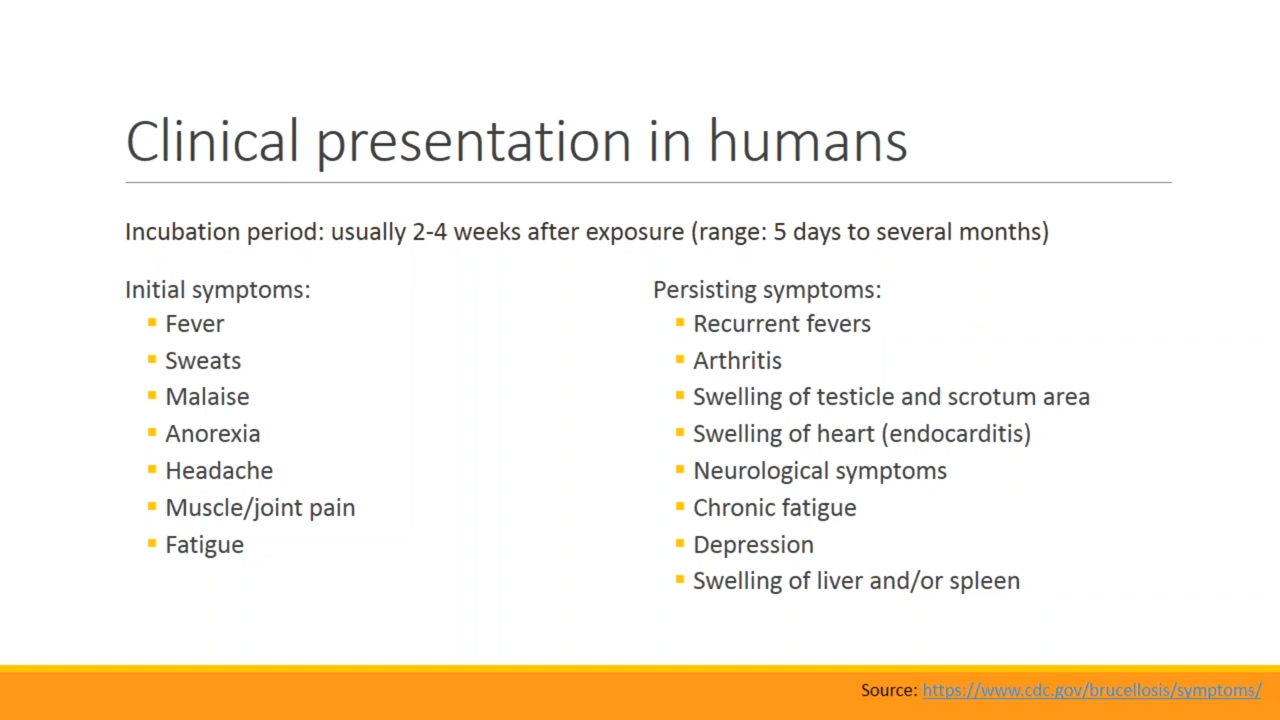 Clinical presentation in humans
Incubation period: usually 2-4 weeks after exposure (range: 5 days to several months)
Initial symptoms:
▪ Fever
▪ Sweats
▪ Malaise
▪ Anorexia
▪ Headache
▪ Muscle/joint pain
▪ Fatigue
Persisting symptoms:
▪ Recurrent fevers
▪ Arthritis
▪ Swelling of testicle and scrotum area
▪ Swelling of heart (endocarditis)
▪ Neurological symptoms
▪ Chronic fatigue
▪ Depression
▪ Swelling of liver and/or spleen
Source: https://www.cdc.gov/brucellosis/symptoms/